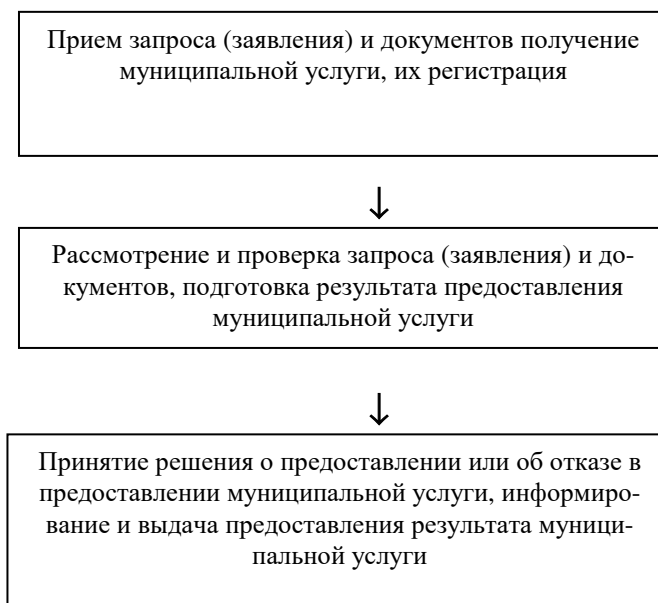 Прием запроса (заявления) и документов получение
муниципальной услуги, их регистрация
↓
Рассмотрение и проверка запроса (заявления) и до-
кументов, подготовка результата предоставления
муниципальной услуги
↓
Принятие решения о предоставлении или об отказе в
предоставлении муниципальной услуги, информиро-
вание и выдача предоставления результата муници-
пальной услуги